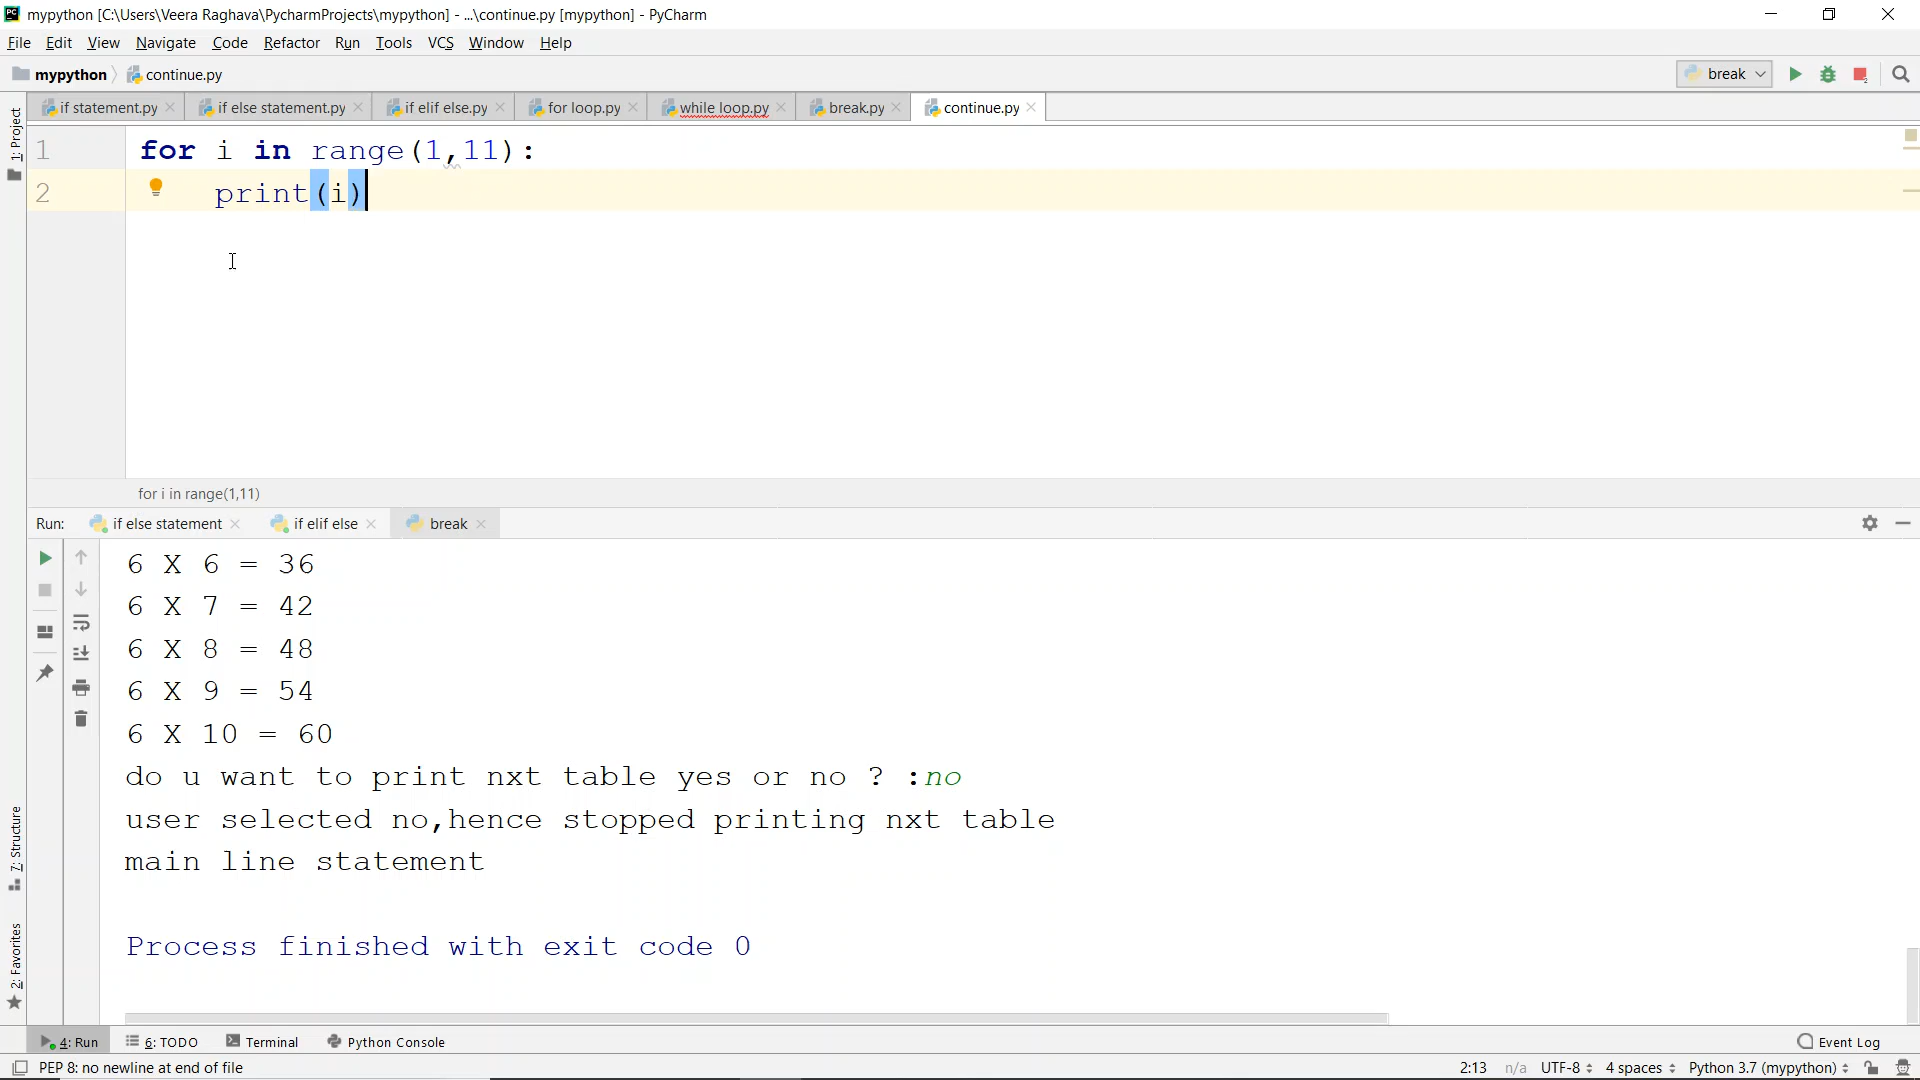 mypython [C:\Users\Veera Raghava\PycharmProjects\mypython] - ...\continue.py [mypython] - PyCharm
File Edit View Navigate Code Refactor Run Tools VCS Window Help
mypython continue.py break
if statement.py if else statement.py if elif else.py for loop.py while loop.py break.py continue.py
1: Project
1 for i in range(1,11):
2 print(i)
for i in range(1,11)
Run: if else statement if elif else break
6 X 6 = 36
6 X 7 = 42
6 X 8 = 48
6 X 9 = 54
6 X 10 = 60
do u want to print nxt table yes or no ? :no
user selected no,hence stopped printing nxt table
main line statement
Process finished with exit code 0
7: Structure
2: Favorites
4: Run 6: TODO Terminal Python Console Event Log
PEP 8: no newline at end of file 2:13 n/a UTF-8 4 spaces Python 3.7 (mypython)